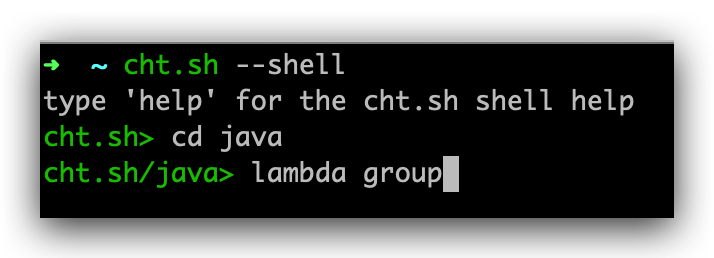 ➜ ~ cht.sh --shell
type 'help' for the cht.sh shell help
cht.sh> cd java
cht.sh/java> lambda group